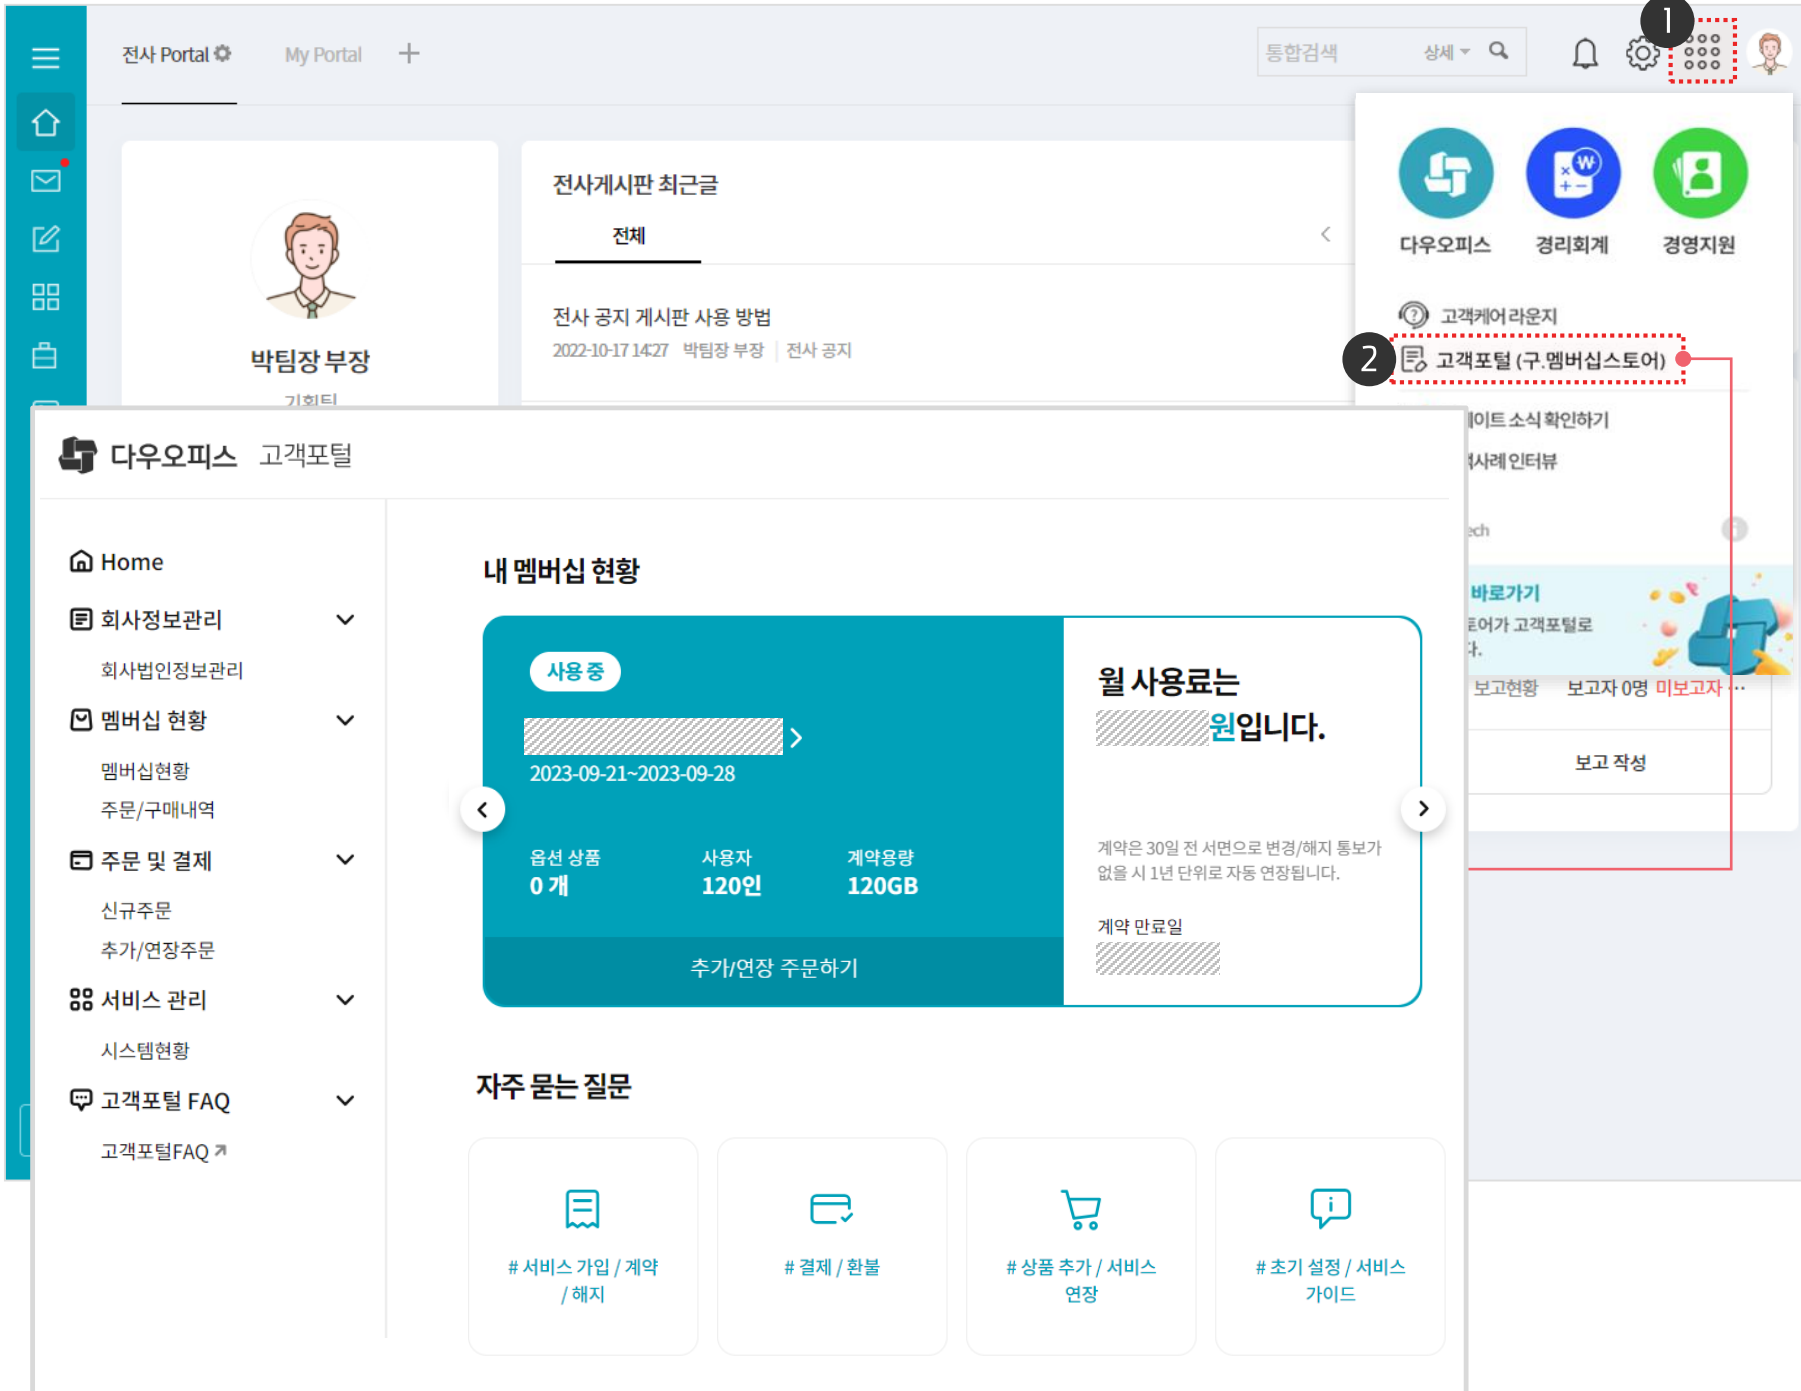 전사 Portal
My Portal
통합검색
상세
1
전사게시판 최근글
전체
전사 공지 게시판 사용 방법
2022-10-17 14:27 박팀장 부장 전사 공지
박팀장 부장
기획팀
다우오피스
경리회계
경영지원
고객케어 라운지
2
고객포털 (구.멤버십스토어)
이트 소식 확인하기
사례 인터뷰
ech
바로가기
토어가 고객포털로
다.
보고현황
보고자 0명 미보고자 ...
보고 작성
다우오피스 고객포털
Home
회사정보관리
회사법인정보관리
멤버십 현황
멤버십현황
주문/구매내역
주문 및 결제
신규주문
추가/연장주문
서비스 관리
시스템현황
고객포털 FAQ
고객포털FAQ
내 멤버십 현황
사용 중
2023-09-21~2023-09-28
옵션 상품
0 개
사용자
120인
계약용량
120GB
추가/연장 주문하기
월 사용료는
원입니다.
계약은 30일 전 서면으로 변경/해지 통보가
없을 시 1년 단위로 자동 연장됩니다.
계약 만료일
자주 묻는 질문
# 서비스 가입 / 계약
/ 해지
# 결제 / 환불
# 상품 추가 / 서비스
연장
# 초기 설정 / 서비스
가이드